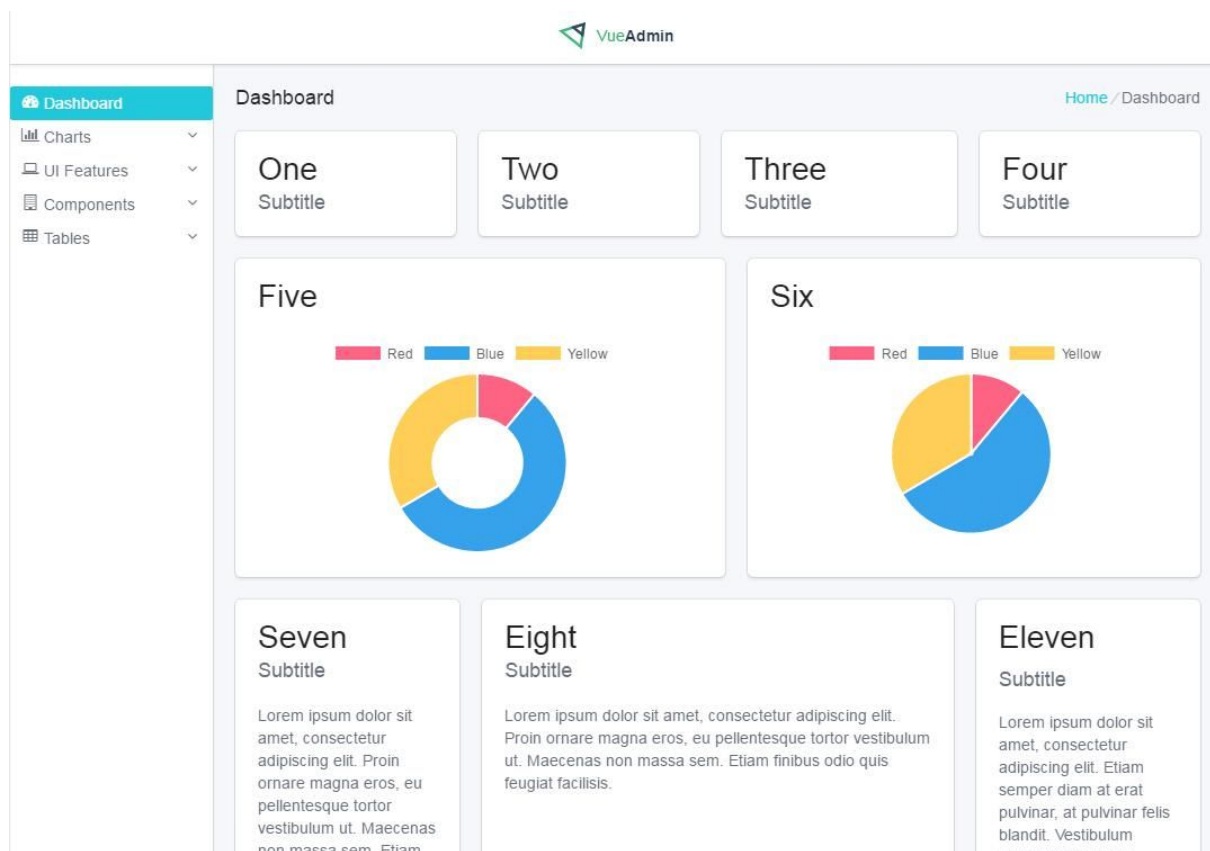 VueAdmin
Dashboard
Charts
UI Features
Components
Tables
Dashboard
Home / Dashboard
One
Subtitle
Two
Subtitle
Three
Subtitle
Four
Subtitle
Five
Red Blue Yellow
Six
Red Blue Yellow
Seven
Subtitle
Lorem ipsum dolor sit
amet, consectetur
adipiscing elit. Proin
ornare magna eros, eu
pellentesque tortor
vestibulum ut. Maecenas
non massa sem. Etiam
Eight
Subtitle
Lorem ipsum dolor sit amet, consectetur adipiscing elit.
Proin ornare magna eros, eu pellentesque tortor vestibulum
ut. Maecenas non massa sem. Etiam finibus odio quis
feugiat facilisis.
Eleven
Subtitle
Lorem ipsum dolor sit
amet, consectetur
adipiscing elit. Etiam
semper diam at erat
pulvinar, at pulvinar felis
blandit. Vestibulum